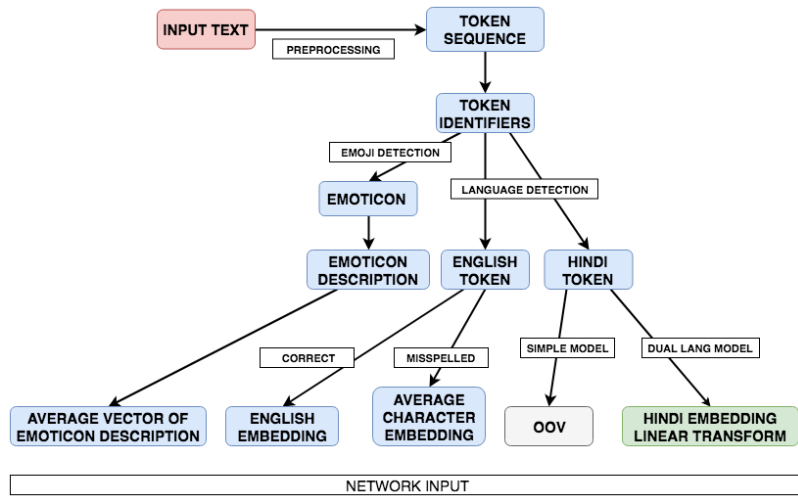 INPUT TEXT
PREPROCESSING
TOKEN
SEQUENCE
TOKEN
IDENTIFIERS
EMOJI DETECTION
LANGUAGE DETECTION
EMOTICON
EMOTICON
DESCRIPTION
ENGLISH
TOKEN
HINDI
TOKEN
CORRECT
MISSPELLED
SIMPLE MODEL
DUAL LANG MODEL
AVERAGE VECTOR OF
EMOTICON DESCRIPTION
ENGLISH
EMBEDDING
AVERAGE
CHARACTER
EMBEDDING
OOV
HINDI EMBEDDING
LINEAR TRANSFORM
NETWORK INPUT